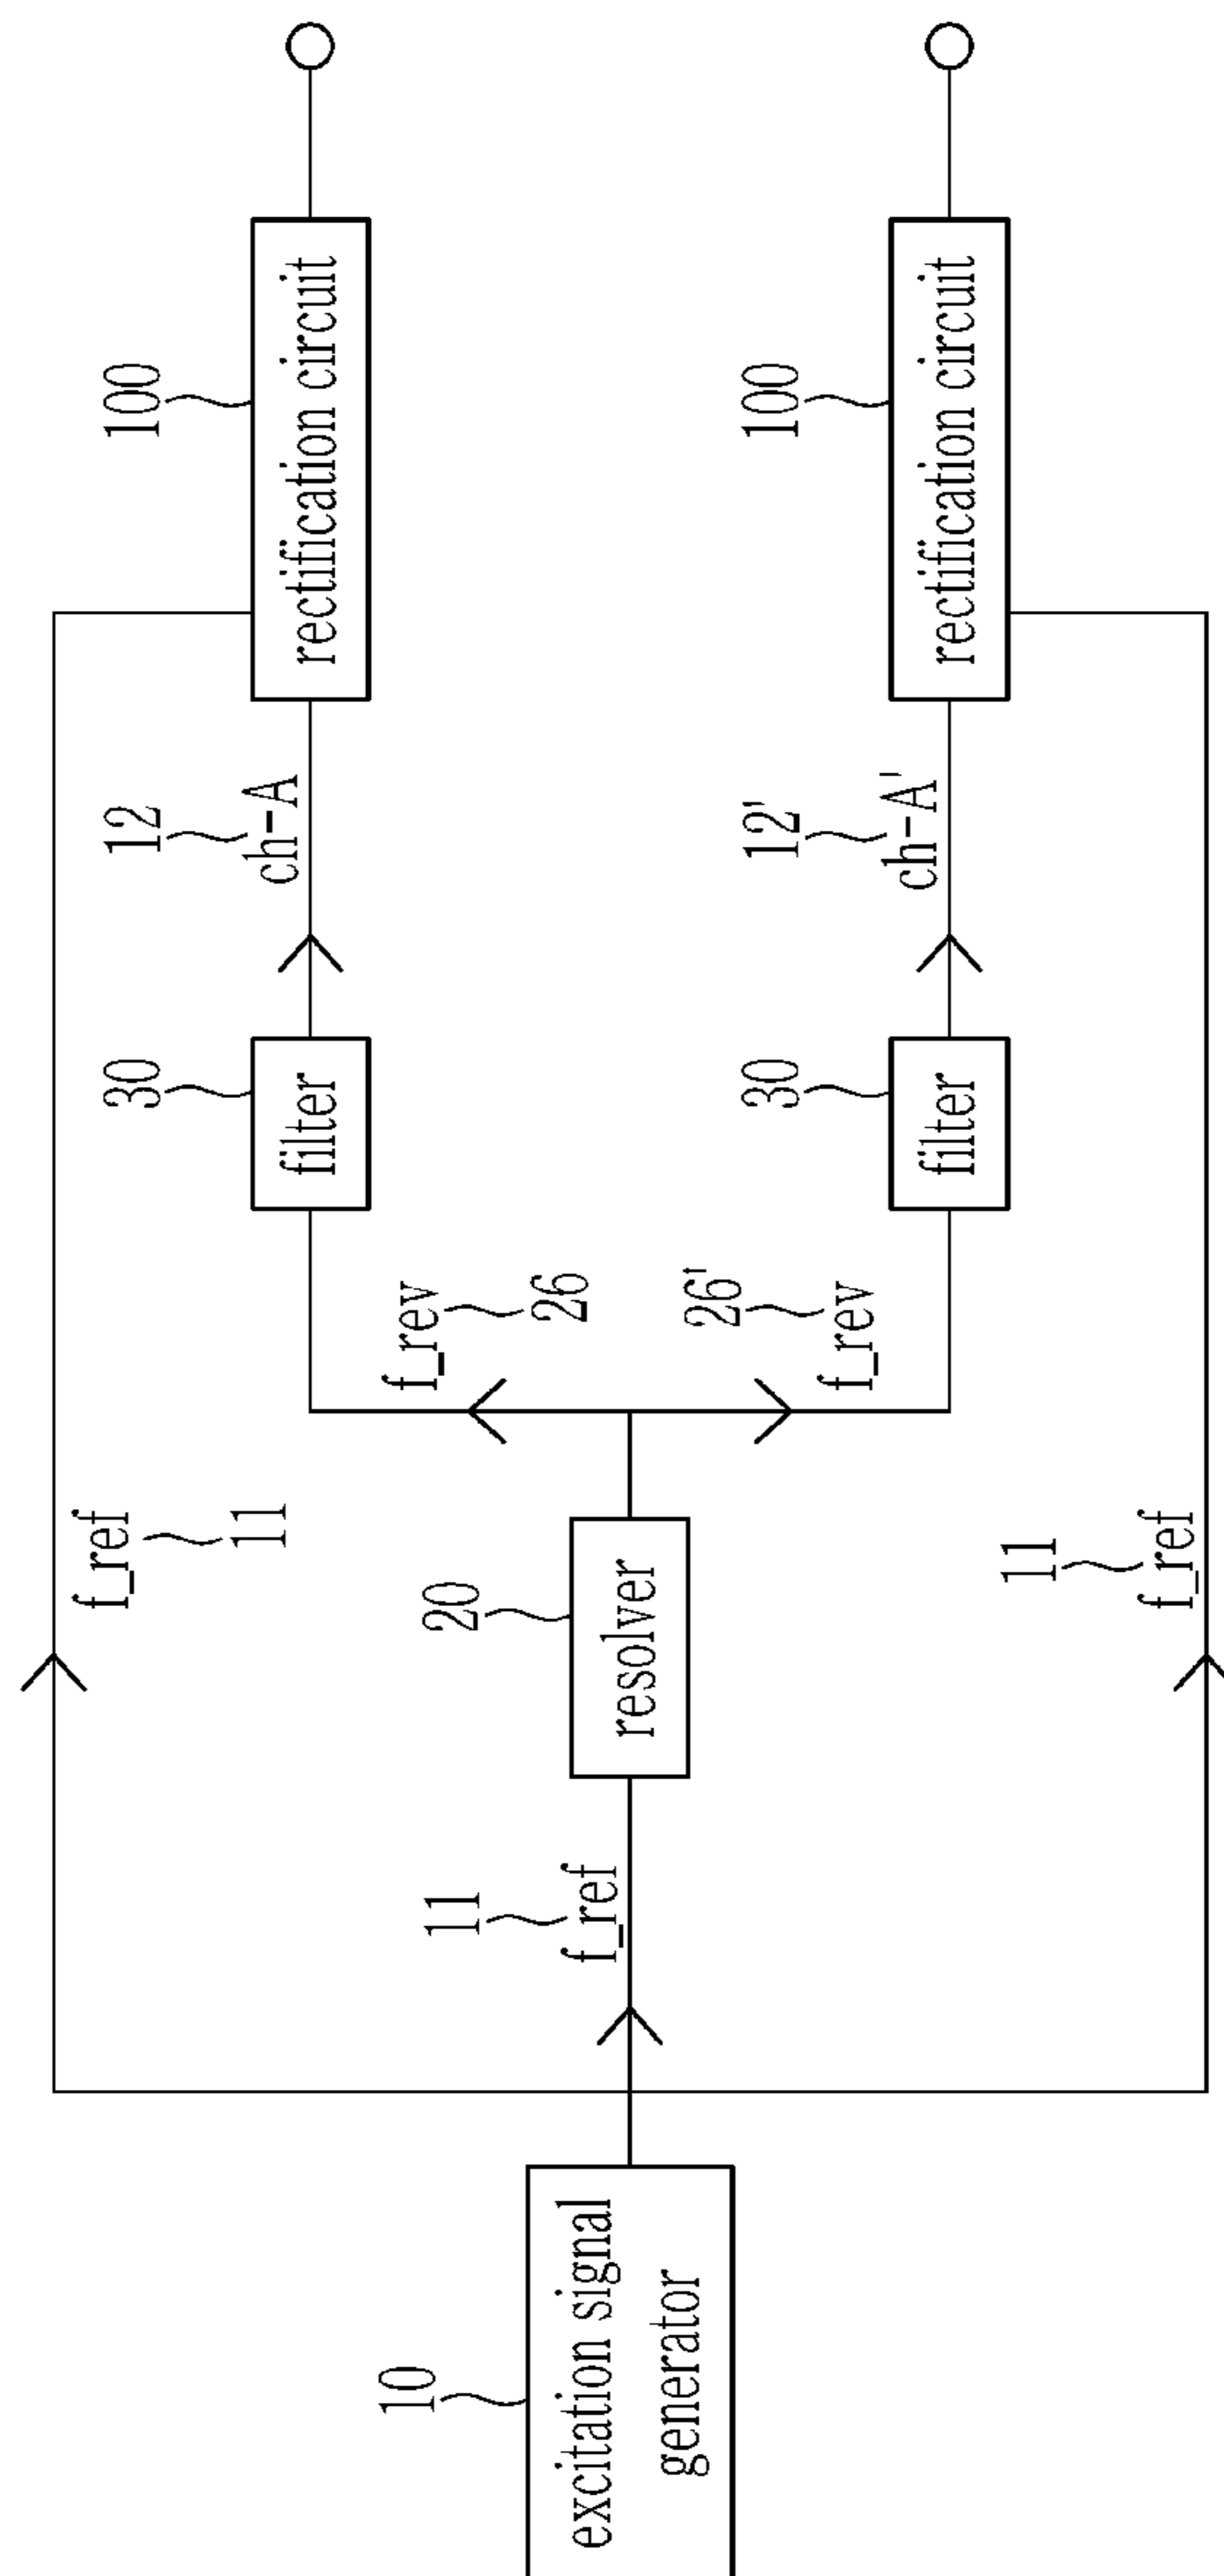 10
excitation signal
generator
11
f_ref
f_ref
11
11
f_ref
20
resolver
f_rev
26
26'
f_rev
30
filter
30
filter
12
ch-A
12'
ch-A'
100
rectification circuit
100
rectification circuit